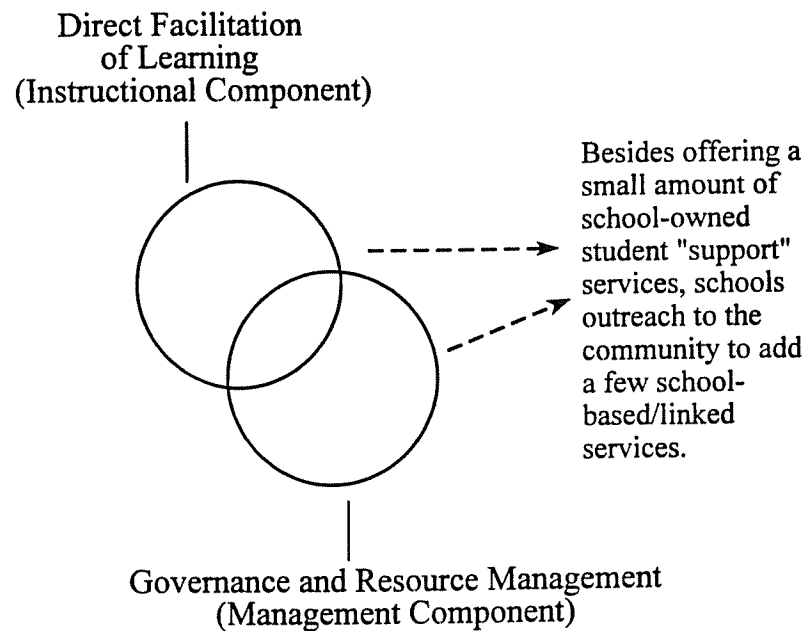 Direct Facilitation
of Learning
(Instructional Component)
Besides offering a
small amount of
school-owned
student "support"
services, schools
outreach to the
community to add
a few school-
based/linked
services.
Governance and Resource Management
(Management Component)